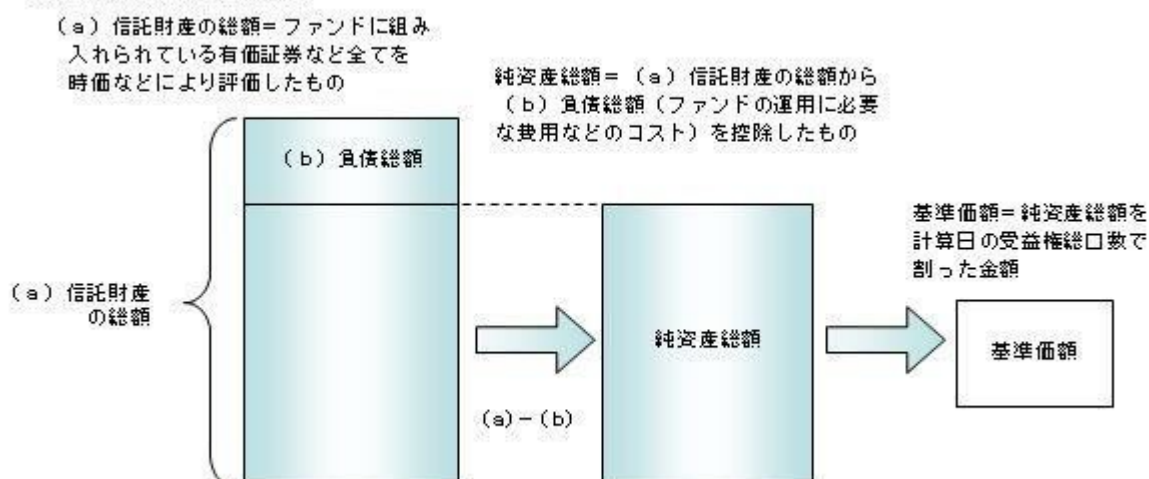 （a）信託財産の総額＝ファンドに組み
入れられている有価証券など全てを
時価などにより評価したもの
純資産総額＝（a）信託財産の総額から
（b）負債総額（ファンドの運用に必要
な費用などのコスト）を控除したもの
（b）負債総額
基準価額＝純資産総額を
計算日の受益権総口数で
割った金額
（a）信託財産
の総額
純資産総額
基準価額
(a)－(b)